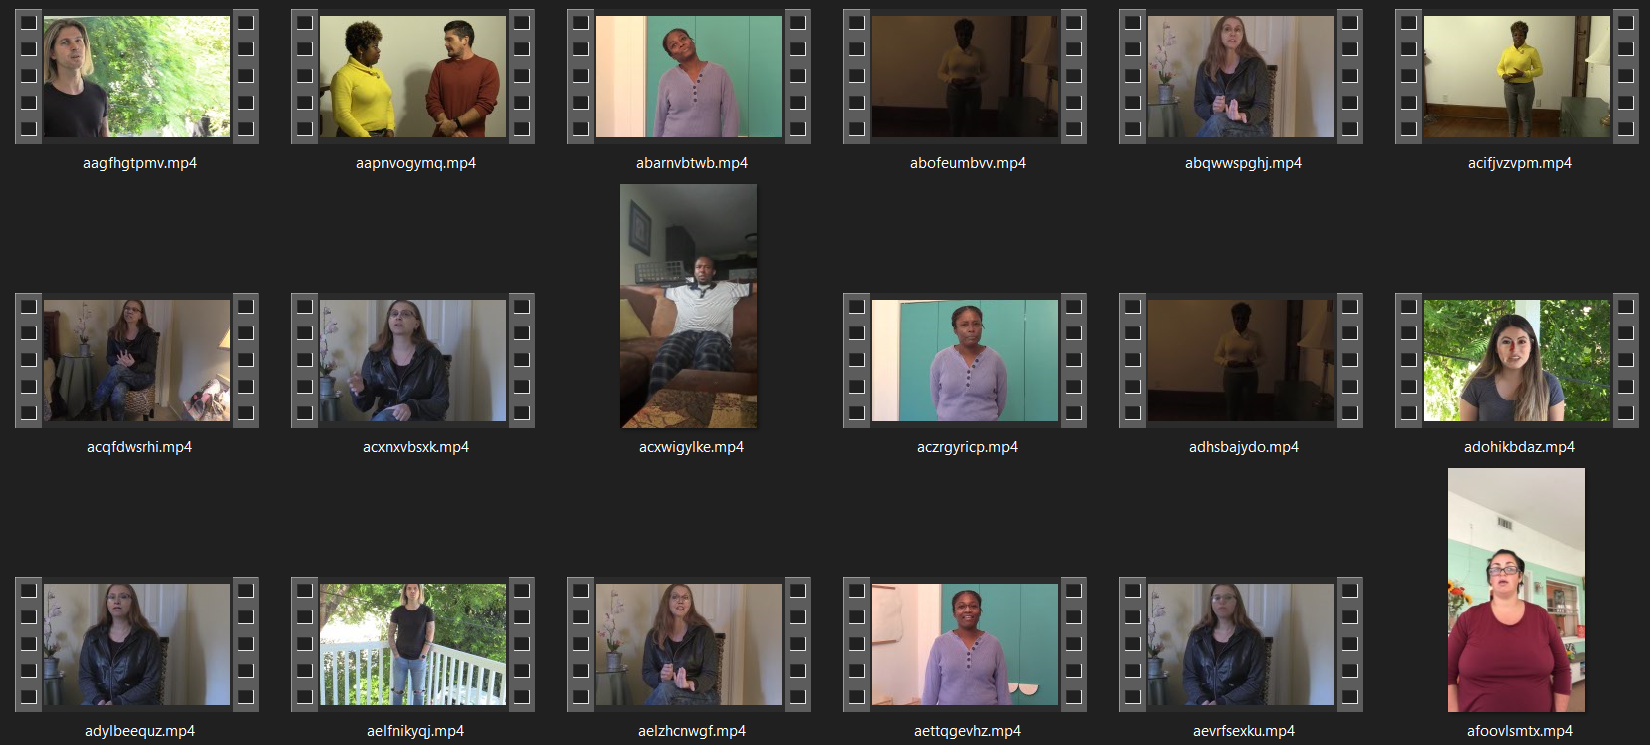 aagfhgtpmv.mp4
aapnvogymq.mp4
abarnvbtwb.mp4
abofeumbvv.mp4
abqwwspghj.mp4
acifjvzvpm.mp4
acqfdwsrhi.mp4
acxnxvbsxk.mp4
acxwigylke.mp4
aczrgyricp.mp4
adhsbajydo.mp4
adohikbdaz.mp4
adylbeequz.mp4
aelfnikyqj.mp4
aelzhcnwgf.mp4
aettqgevhz.mp4
aevrfsexku.mp4
afoovlsmtx.mp4